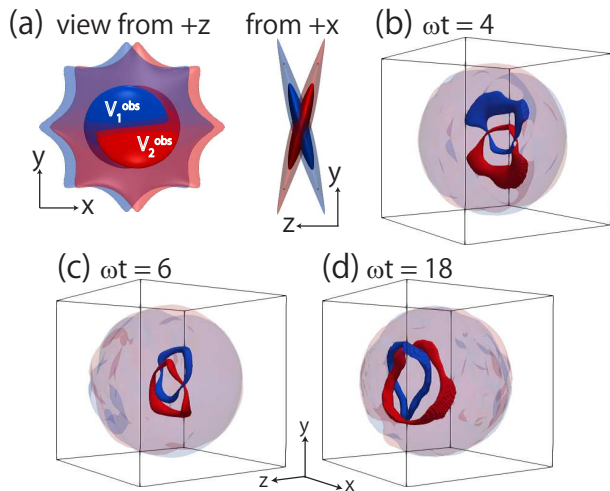 (a) view from +z
from +x
(b) ωt = 4
V₁ᵒᵇˢ
V₂ᵒᵇˢ
y
x
y
z
(c) ωt = 6
(d) ωt = 18
y
z
x